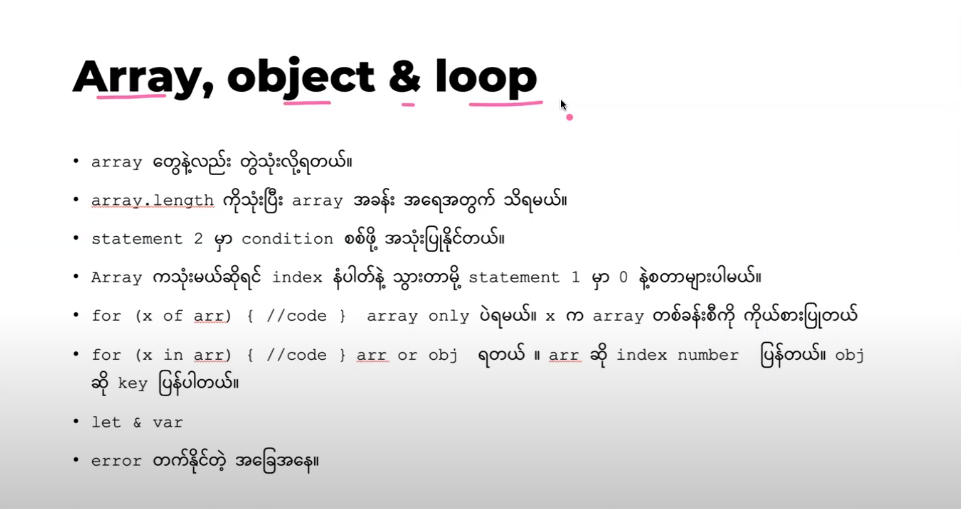 Array, object & loop
• array တွေနဲ့လည်း တွဲသုံးလို့ရတယ်။
• array.length ကိုသုံးပြီး array အခန်း အရေအတွက် သိရမယ်။
• statement 2 မှာ condition စစ်ဖို့ အသုံးပြုနိုင်တယ်။
• Array ကသုံးမယ်ဆိုရင် index နံပါတ်နဲ့ သွားတာမို့ statement 1 မှာ 0 နဲ့စတာများပါမယ်။
• for (x of arr) { //code } array only ပဲရမယ်။ x က array တစ်ခန်းစီကို ကိုယ်စားပြုတယ်
• for (x in arr) { //code } arr or obj ရတယ် ။ arr ဆို index number ပြန်တယ်။ obj
ဆို key ပြန်ပါတယ်။
• let & var
• error တက်နိုင်တဲ့ အခြေအနေ။